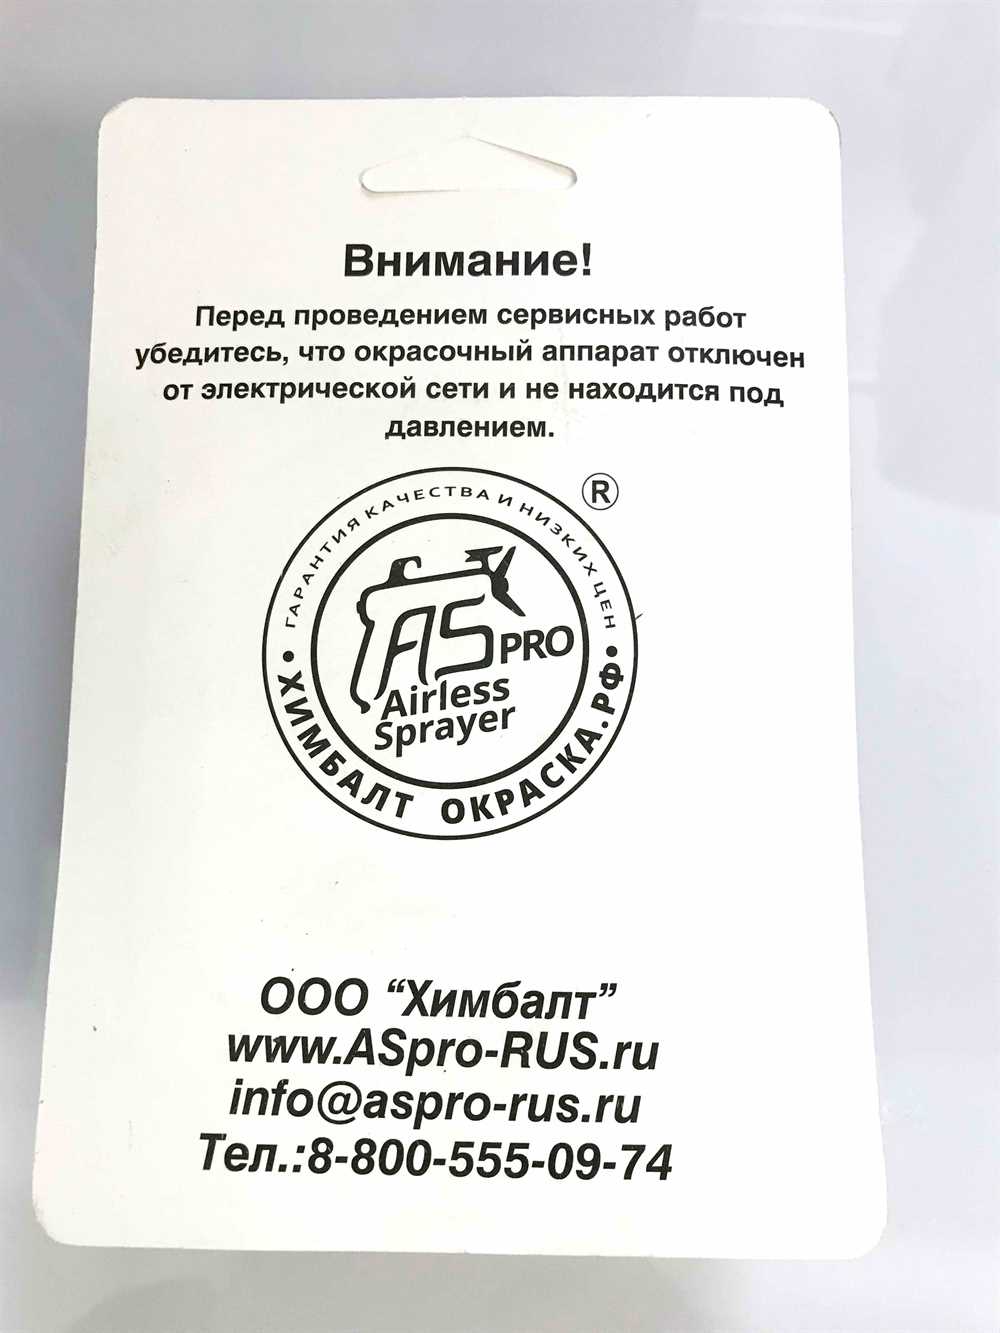 Внимание!
Перед проведением сервисных работ
убедитесь, что окрасочный аппарат отключен
от электрической сети и не находится под
давлением.
®
ГАРАНТИЯ КАЧЕСТВА И НИЗКИХ ЦЕН
AS PRO
Airless
Sprayer
• ХИМБАЛТ ОКРАСКА.РФ •
ООО “Химбалт”
www.ASpro-RUS.ru
info@aspro-rus.ru
Тел.:8-800-555-09-74